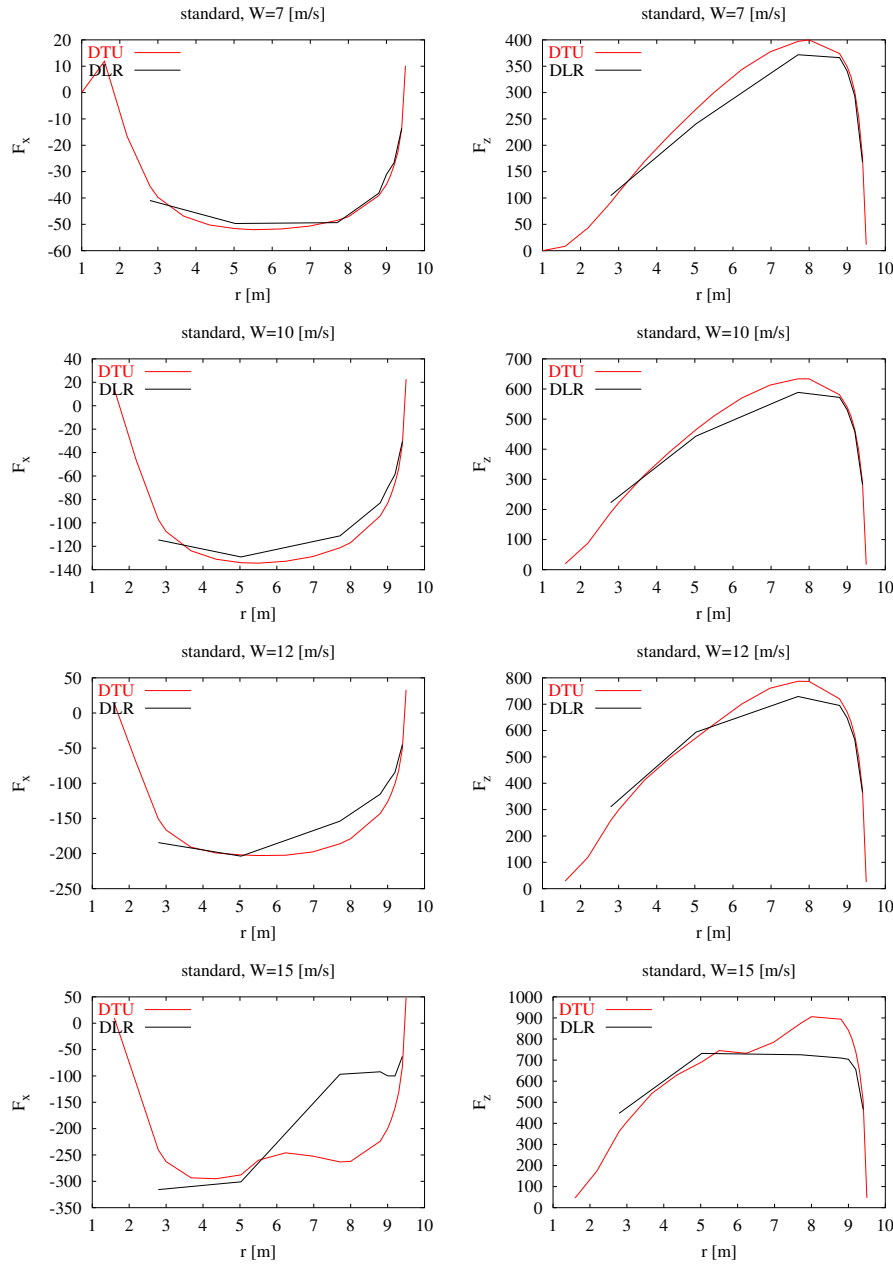 standard, W=7 [m/s]
20
10
0
-10
-20
-30
-40
-50
-60
F_x
DTU
DLR
1 2 3 4 5 6 7 8 9 10
r [m]
standard, W=7 [m/s]
400
350
300
250
200
150
100
50
0
F_z
DTU
DLR
1 2 3 4 5 6 7 8 9 10
r [m]
standard, W=10 [m/s]
40
20
0
-20
-40
-60
-80
-100
-120
-140
F_x
DTU
DLR
1 2 3 4 5 6 7 8 9 10
r [m]
standard, W=10 [m/s]
700
600
500
400
300
200
100
0
F_z
DTU
DLR
1 2 3 4 5 6 7 8 9 10
r [m]
standard, W=12 [m/s]
50
0
-50
-100
-150
-200
-250
F_x
DTU
DLR
1 2 3 4 5 6 7 8 9 10
r [m]
standard, W=12 [m/s]
800
700
600
500
400
300
200
100
0
F_z
DTU
DLR
1 2 3 4 5 6 7 8 9 10
r [m]
standard, W=15 [m/s]
50
0
-50
-100
-150
-200
-250
-300
-350
F_x
DTU
DLR
1 2 3 4 5 6 7 8 9 10
r [m]
standard, W=15 [m/s]
1000
900
800
700
600
500
400
300
200
100
0
F_z
DTU
DLR
1 2 3 4 5 6 7 8 9 10
r [m]